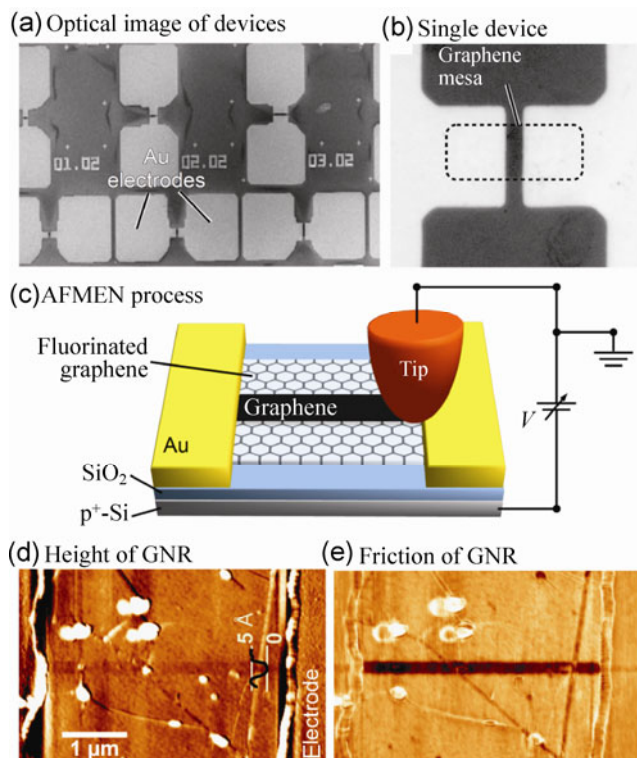 (a) Optical image of devices
01.02 02.02 03.02
Au
electrodes
(b) Single device
Graphene
mesa
(c) AFMEN process
Fluorinated
graphene
Graphene
Tip
Au
V
SiO₂
p⁺-Si
(d) Height of GNR
5 Å
0
Electrode
1 μm
(e) Friction of GNR